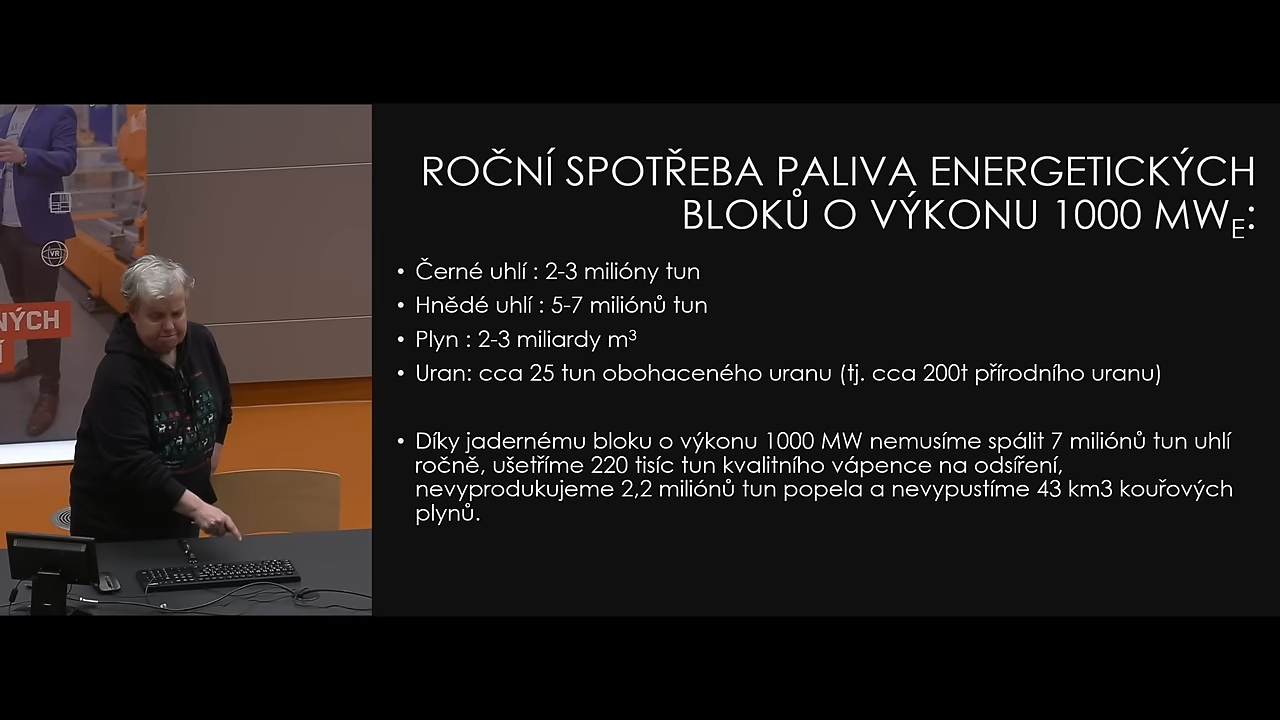 ROČNÍ SPOTŘEBA PALIVA ENERGETICKÝCH
BLOKŮ O VÝKONU 1000 MWE:
• Černé uhlí : 2-3 milióny tun
• Hnědé uhlí : 5-7 miliónů tun
• Plyn : 2-3 miliardy m³
• Uran: cca 25 tun obohaceného uranu (tj. cca 200t přírodního uranu)
• Díky jadernému bloku o výkonu 1000 MW nemusíme spálit 7 miliónů tun uhlí
ročně, ušetříme 220 tisíc tun kvalitního vápence na odsíření,
nevyprodukujeme 2,2 miliónů tun popela a nevypustíme 43 km3 kouřových
plynů.
VR
NÝCH
Í